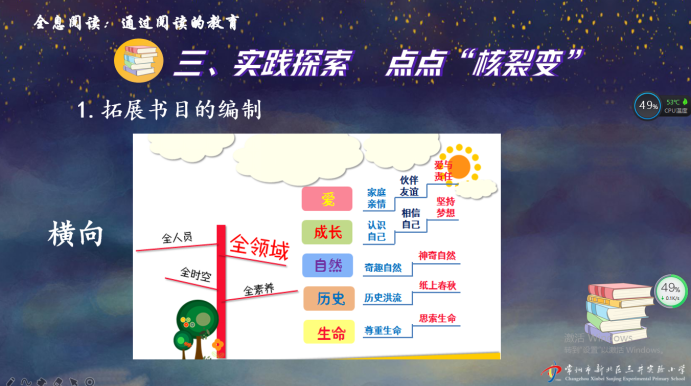 全息阅读：通过阅读的教育
三、实践探索 点点“核裂变”
1.拓展书目的编制
49%
53℃
CPU温度
横向
全人员
全领域
全时空
全素养
爱
家庭亲情
伙伴友谊
爱与责任
成长
认识自己
相信自己
坚持梦想
自然
奇趣自然
神奇自然
历史
历史洪流
纸上春秋
生命
尊重生命
思索生命
49%
激活 Windows
转到"设置"以激活 Windows。
常州市新北区三井实验小学
Changzhou Xinbei Sanjing Experimental Primary School